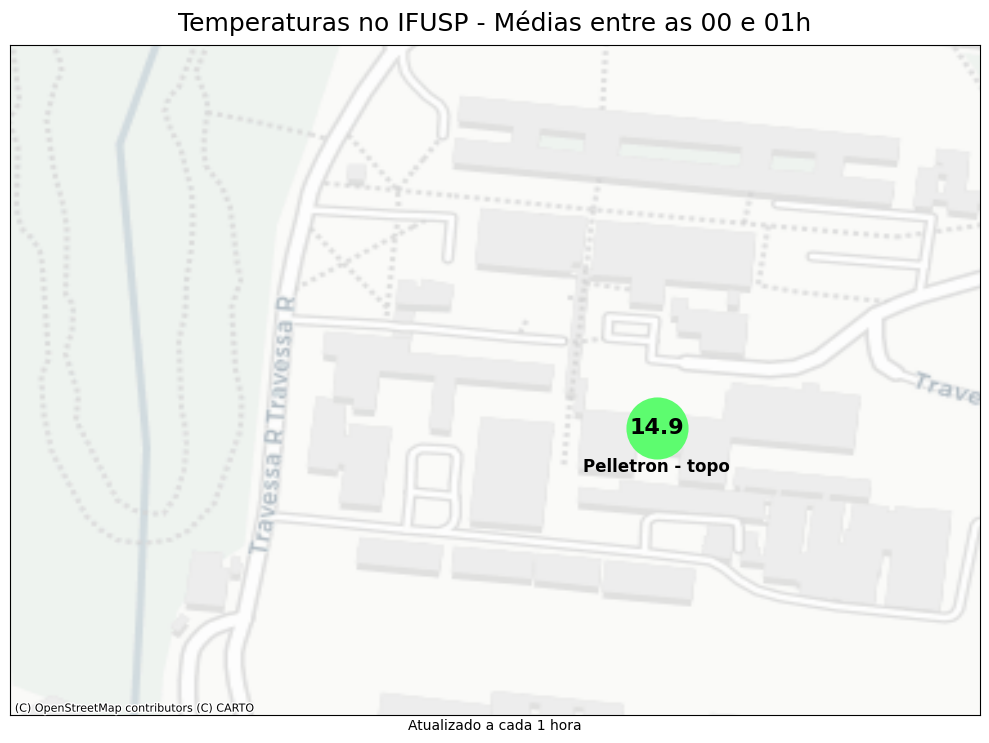 Temperaturas no IFUSP - Médias entre as 00 e 01h
Travessa R Travessa R
Trave
14.9
Pelletron - topo
(C) OpenStreetMap contributors (C) CARTO
Atualizado a cada 1 hora